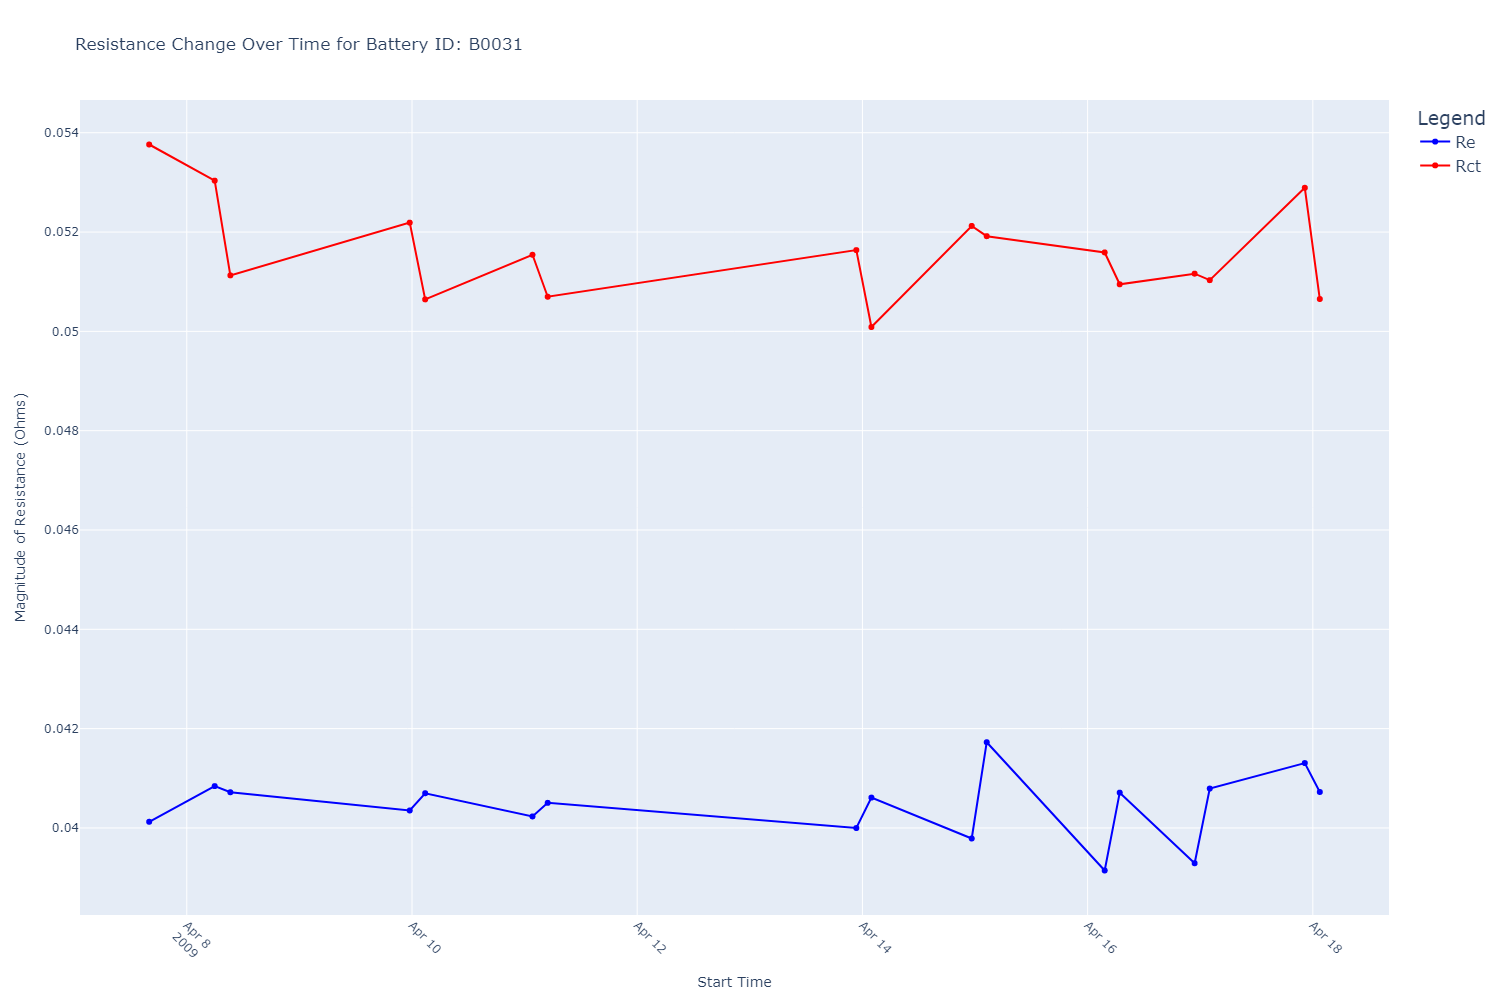 Resistance Change Over Time for Battery ID: B0031
Legend
Re
Rct
0.054
0.052
0.05
0.048
0.046
0.044
0.042
0.04
Magnitude of Resistance (Ohms)
Apr 8
2009
Apr 10
Apr 12
Apr 14
Apr 16
Apr 18
Start Time